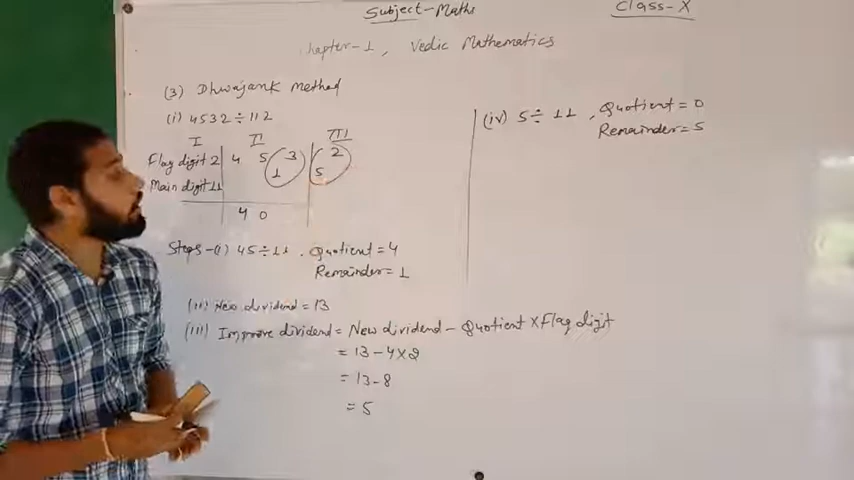 Subject-Maths
Class-X
Chapter-1, Vedic Mathematics
(3) Dhwajank Method
(i) 4532÷112
I II III
Flag digit 2 4 5 3 2
Main digit 11 1 5
4 0
Steps-(i) 45÷11. Quotient=4
Remainder=1
(ii) New dividend=13
(iii) Improve dividend= New dividend - Quotient X Flag digit
= 13-4×2
= 13-8
= 5
(iv) 5÷11, Quotient=0
Remainder=5